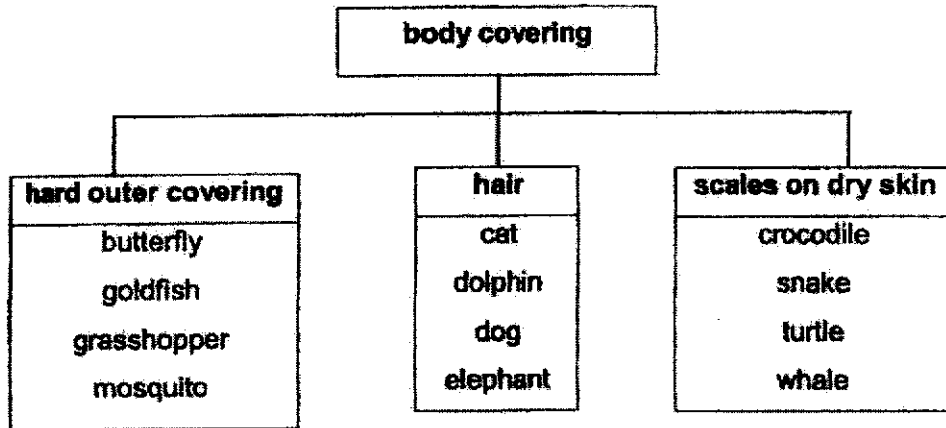 body covering
hard outer covering
butterfly
goldfish
grasshopper
mosquito
hair
cat
dolphin
dog
elephant
scales on dry skin
crocodile
snake
turtle
whale